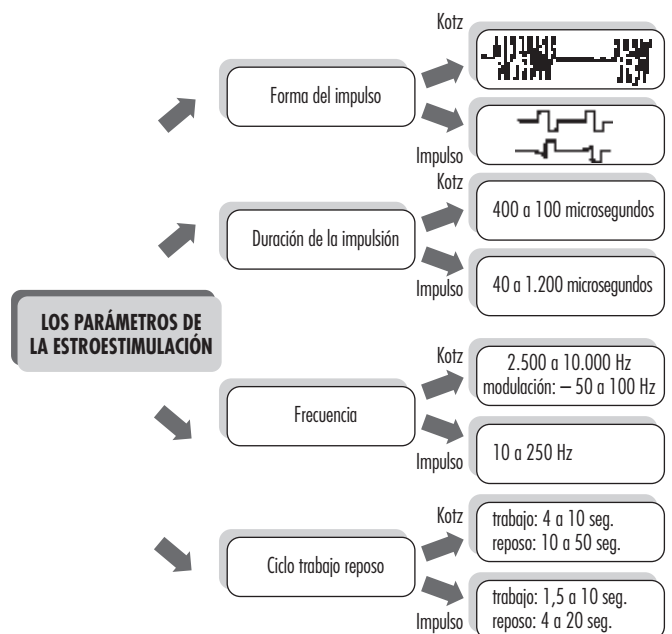 Kotz
Forma del impulso
Impulso
Kotz
400 a 100 microsegundos
Duración de la impulsión
40 a 1.200 microsegundos
Impulso
LOS PARÁMETROS DE
LA ESTROESTIMULACIÓN
Kotz
2.500 a 10.000 Hz
modulación: – 50 a 100 Hz
Frecuencia
10 a 250 Hz
Impulso
Kotz
trabajo: 4 a 10 seg.
reposo: 10 a 50 seg.
Ciclo trabajo reposo
trabajo: 1,5 a 10 seg.
reposo: 4 a 20 seg.
Impulso